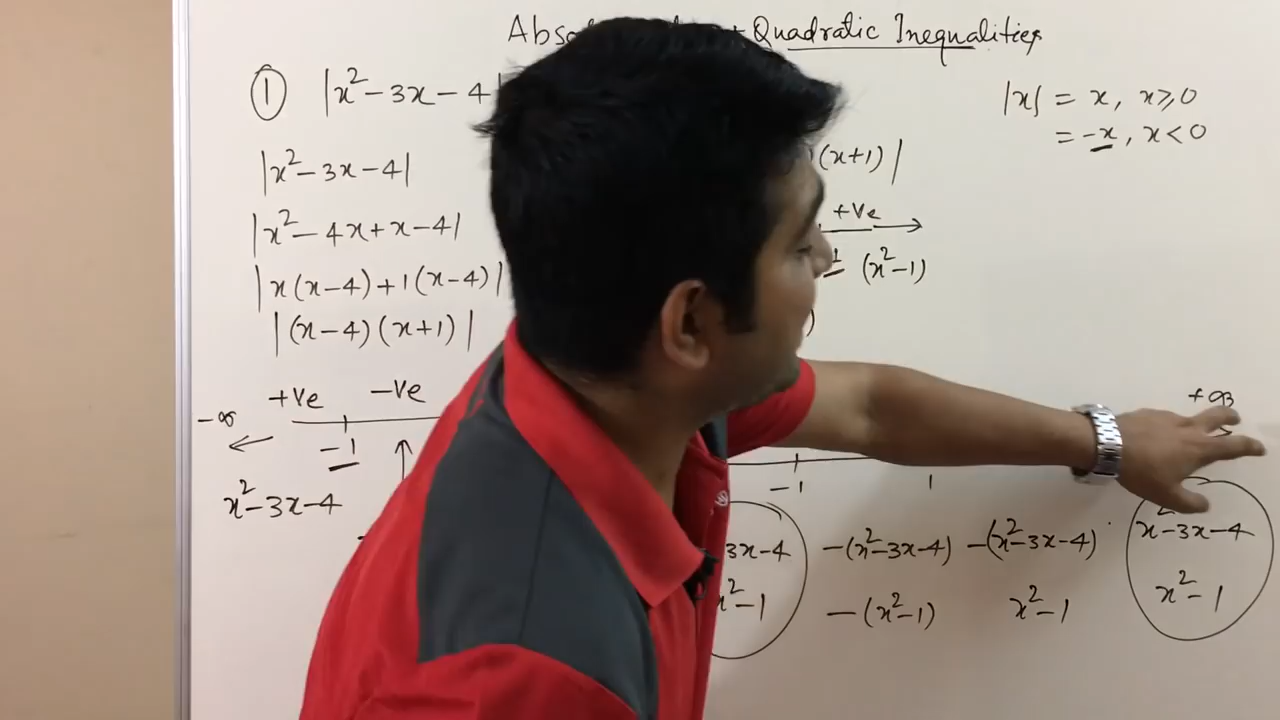 Quadratic Inequalities
① |x² - 3x - 4|
|x| = x, x ≥ 0
= -x, x < 0
|x² - 3x - 4|
(x+1)|
|x² - 4x + x - 4|
+ve
|x(x-4) + 1(x-4)|
(x² - 1)
|(x-4)(x+1)|
+ve -ve
-∞
+∞
-1
-1 1
x² - 3x - 4
3x - 4 -(x² - 3x - 4) -(x² - 3x - 4) x² - 3x - 4
x² - 1 -(x² - 1) x² - 1 x² - 1